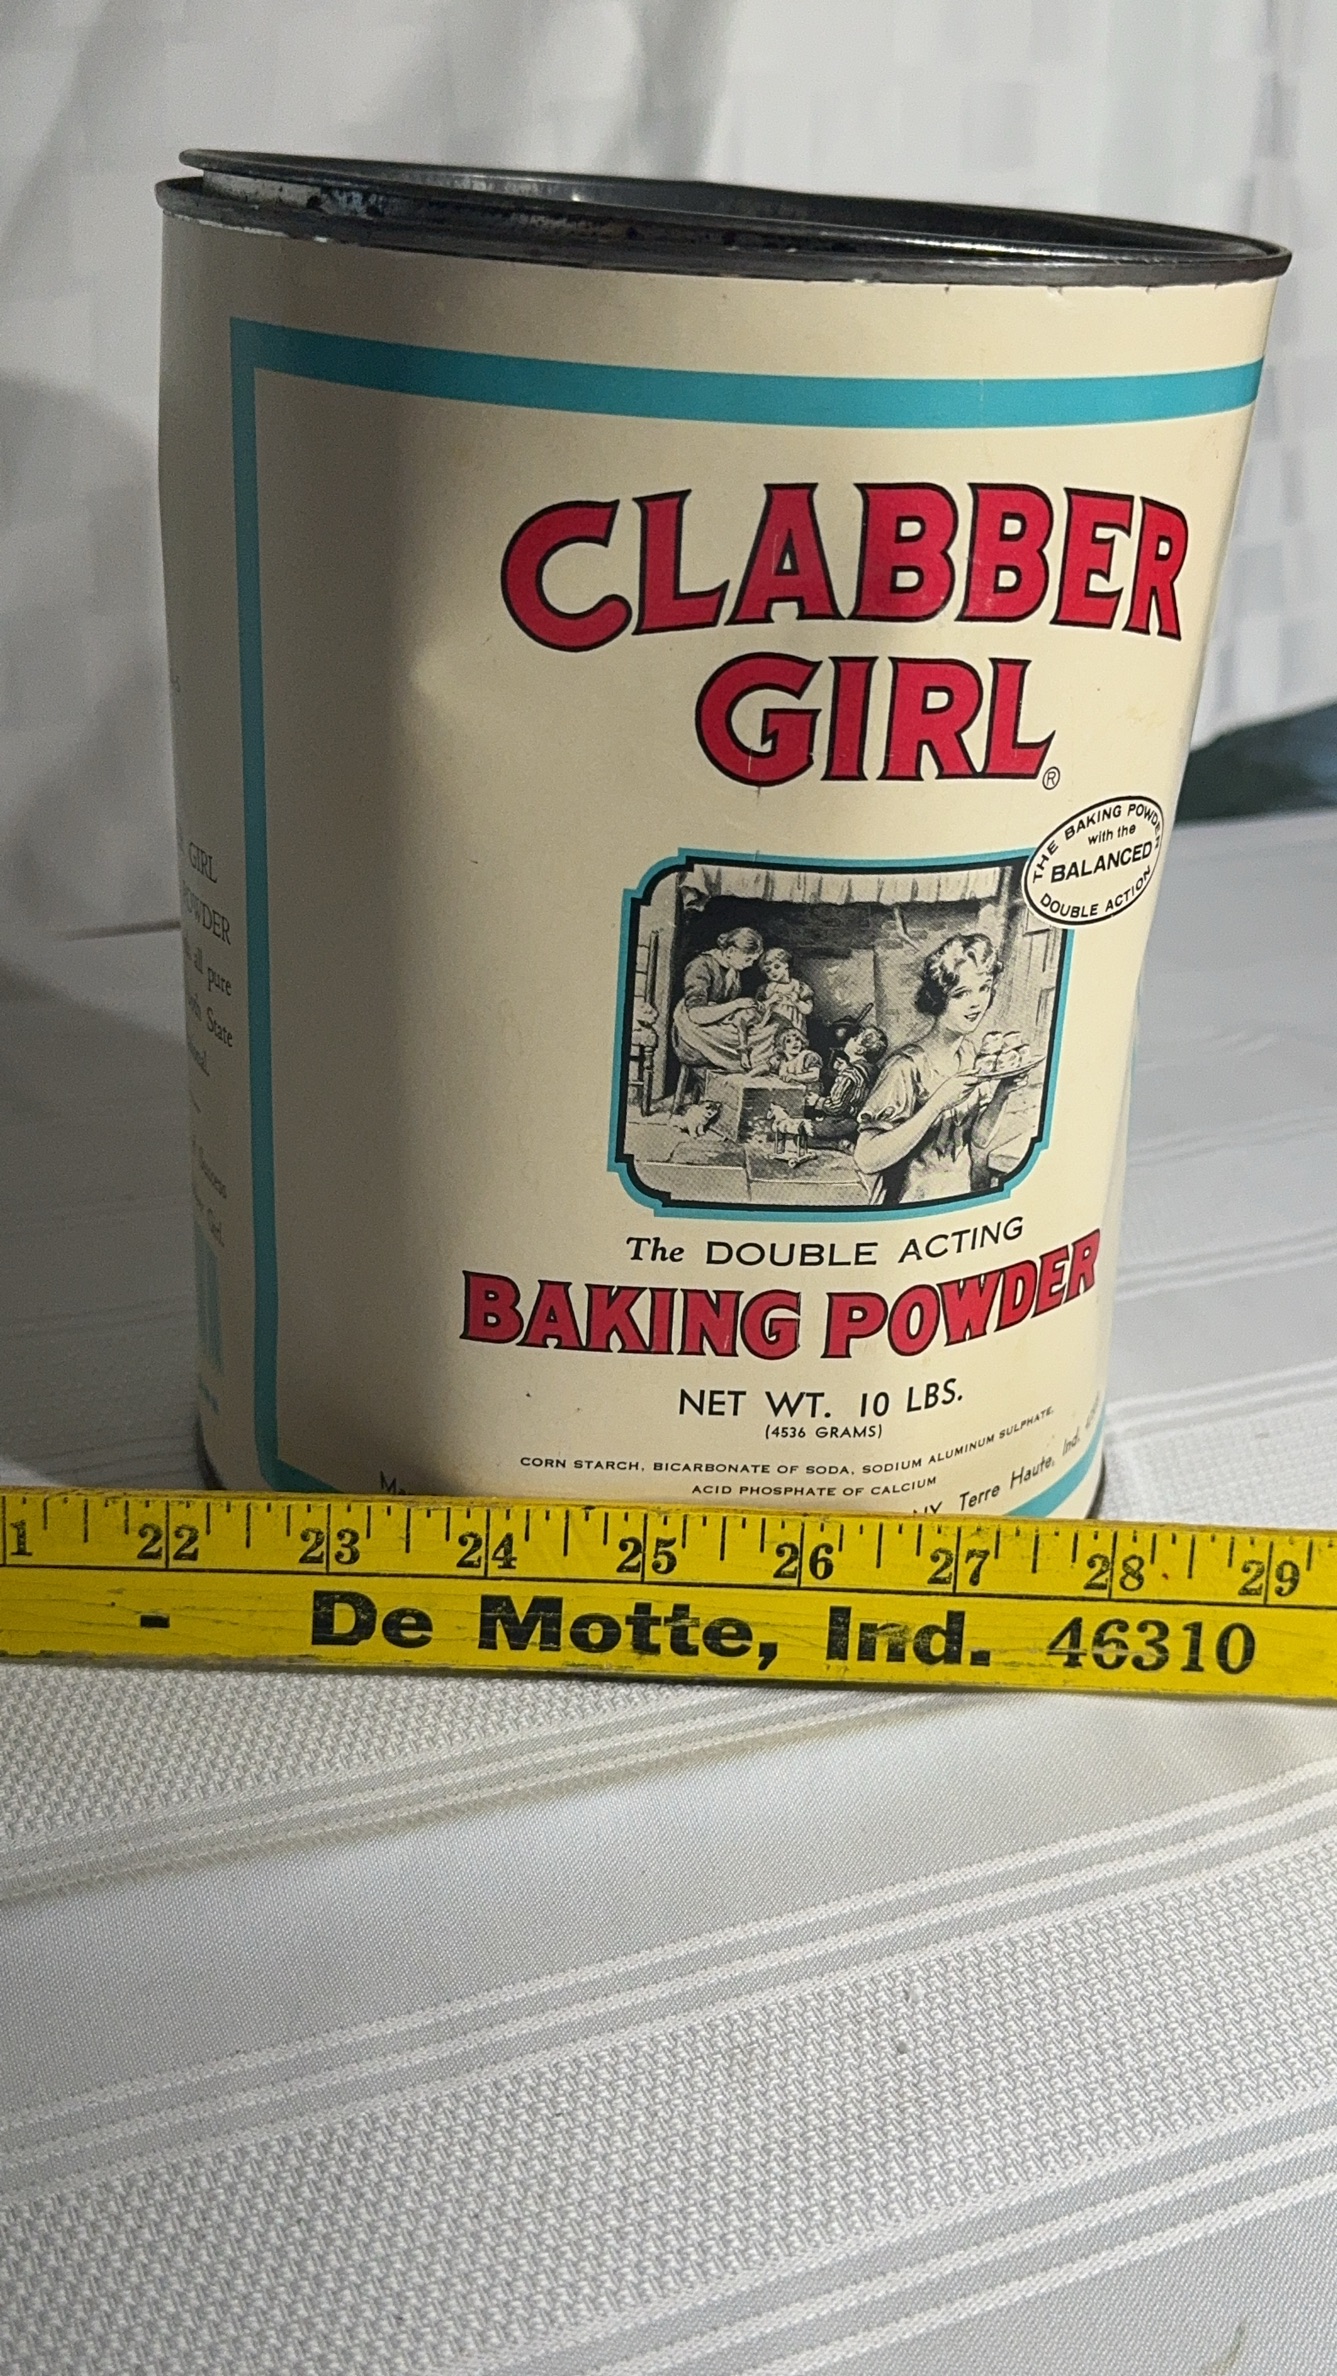 CLABBER
GIRL®
THE BAKING POWDER
with the
BALANCED
DOUBLE ACTION
GIRL
POWDER
all pure
State
The DOUBLE ACTING
BAKING POWDER
NET WT. 10 LBS.
(4536 GRAMS)
CORN STARCH, BICARBONATE OF SODA, SODIUM ALUMINUM SULPHATE,
ACID PHOSPHATE OF CALCIUM
Terre Haute, Ind.
22 23 24 25 26 27 28 29
- De Motte, Ind. 46310